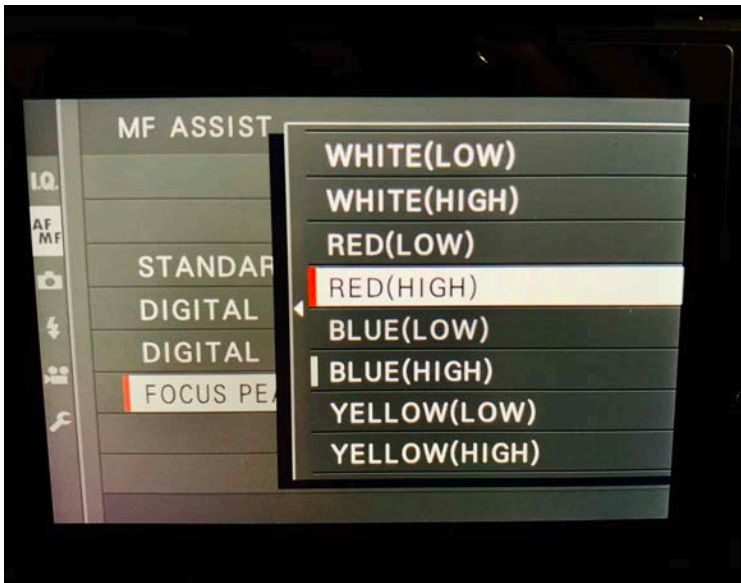 MF ASSIST
I.Q.
AF
MF
STANDAR
DIGITAL
DIGITAL
FOCUS PEA
WHITE(LOW)
WHITE(HIGH)
RED(LOW)
RED(HIGH)
BLUE(LOW)
BLUE(HIGH)
YELLOW(LOW)
YELLOW(HIGH)